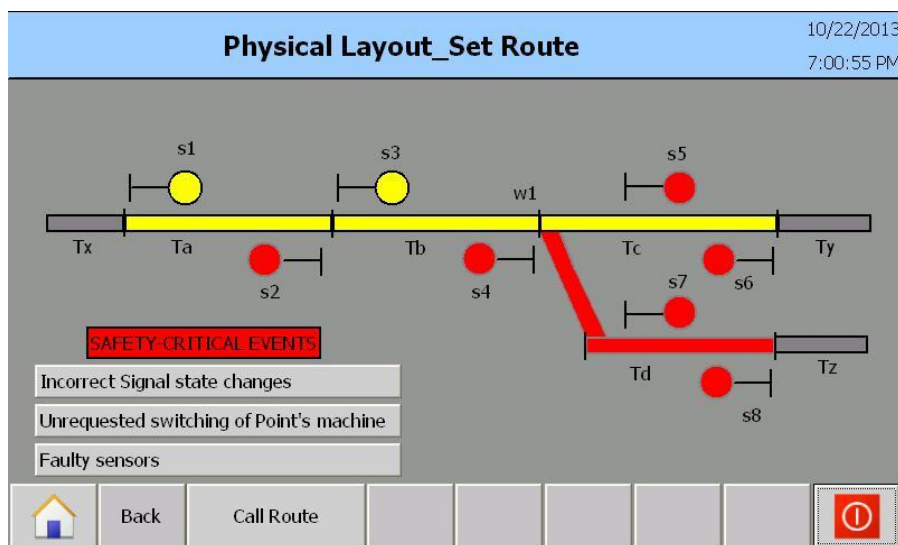 Physical Layout_Set Route
10/22/2013
7:00:55 PM
s1
s3
s5
w1
Tx
Ta
Tb
Tc
Ty
s2
s4
s7
s6
SAFETY-CRITICAL EVENTS
Td
Tz
Incorrect Signal state changes
s8
Unrequested switching of Point's machine
Faulty sensors
Back
Call Route